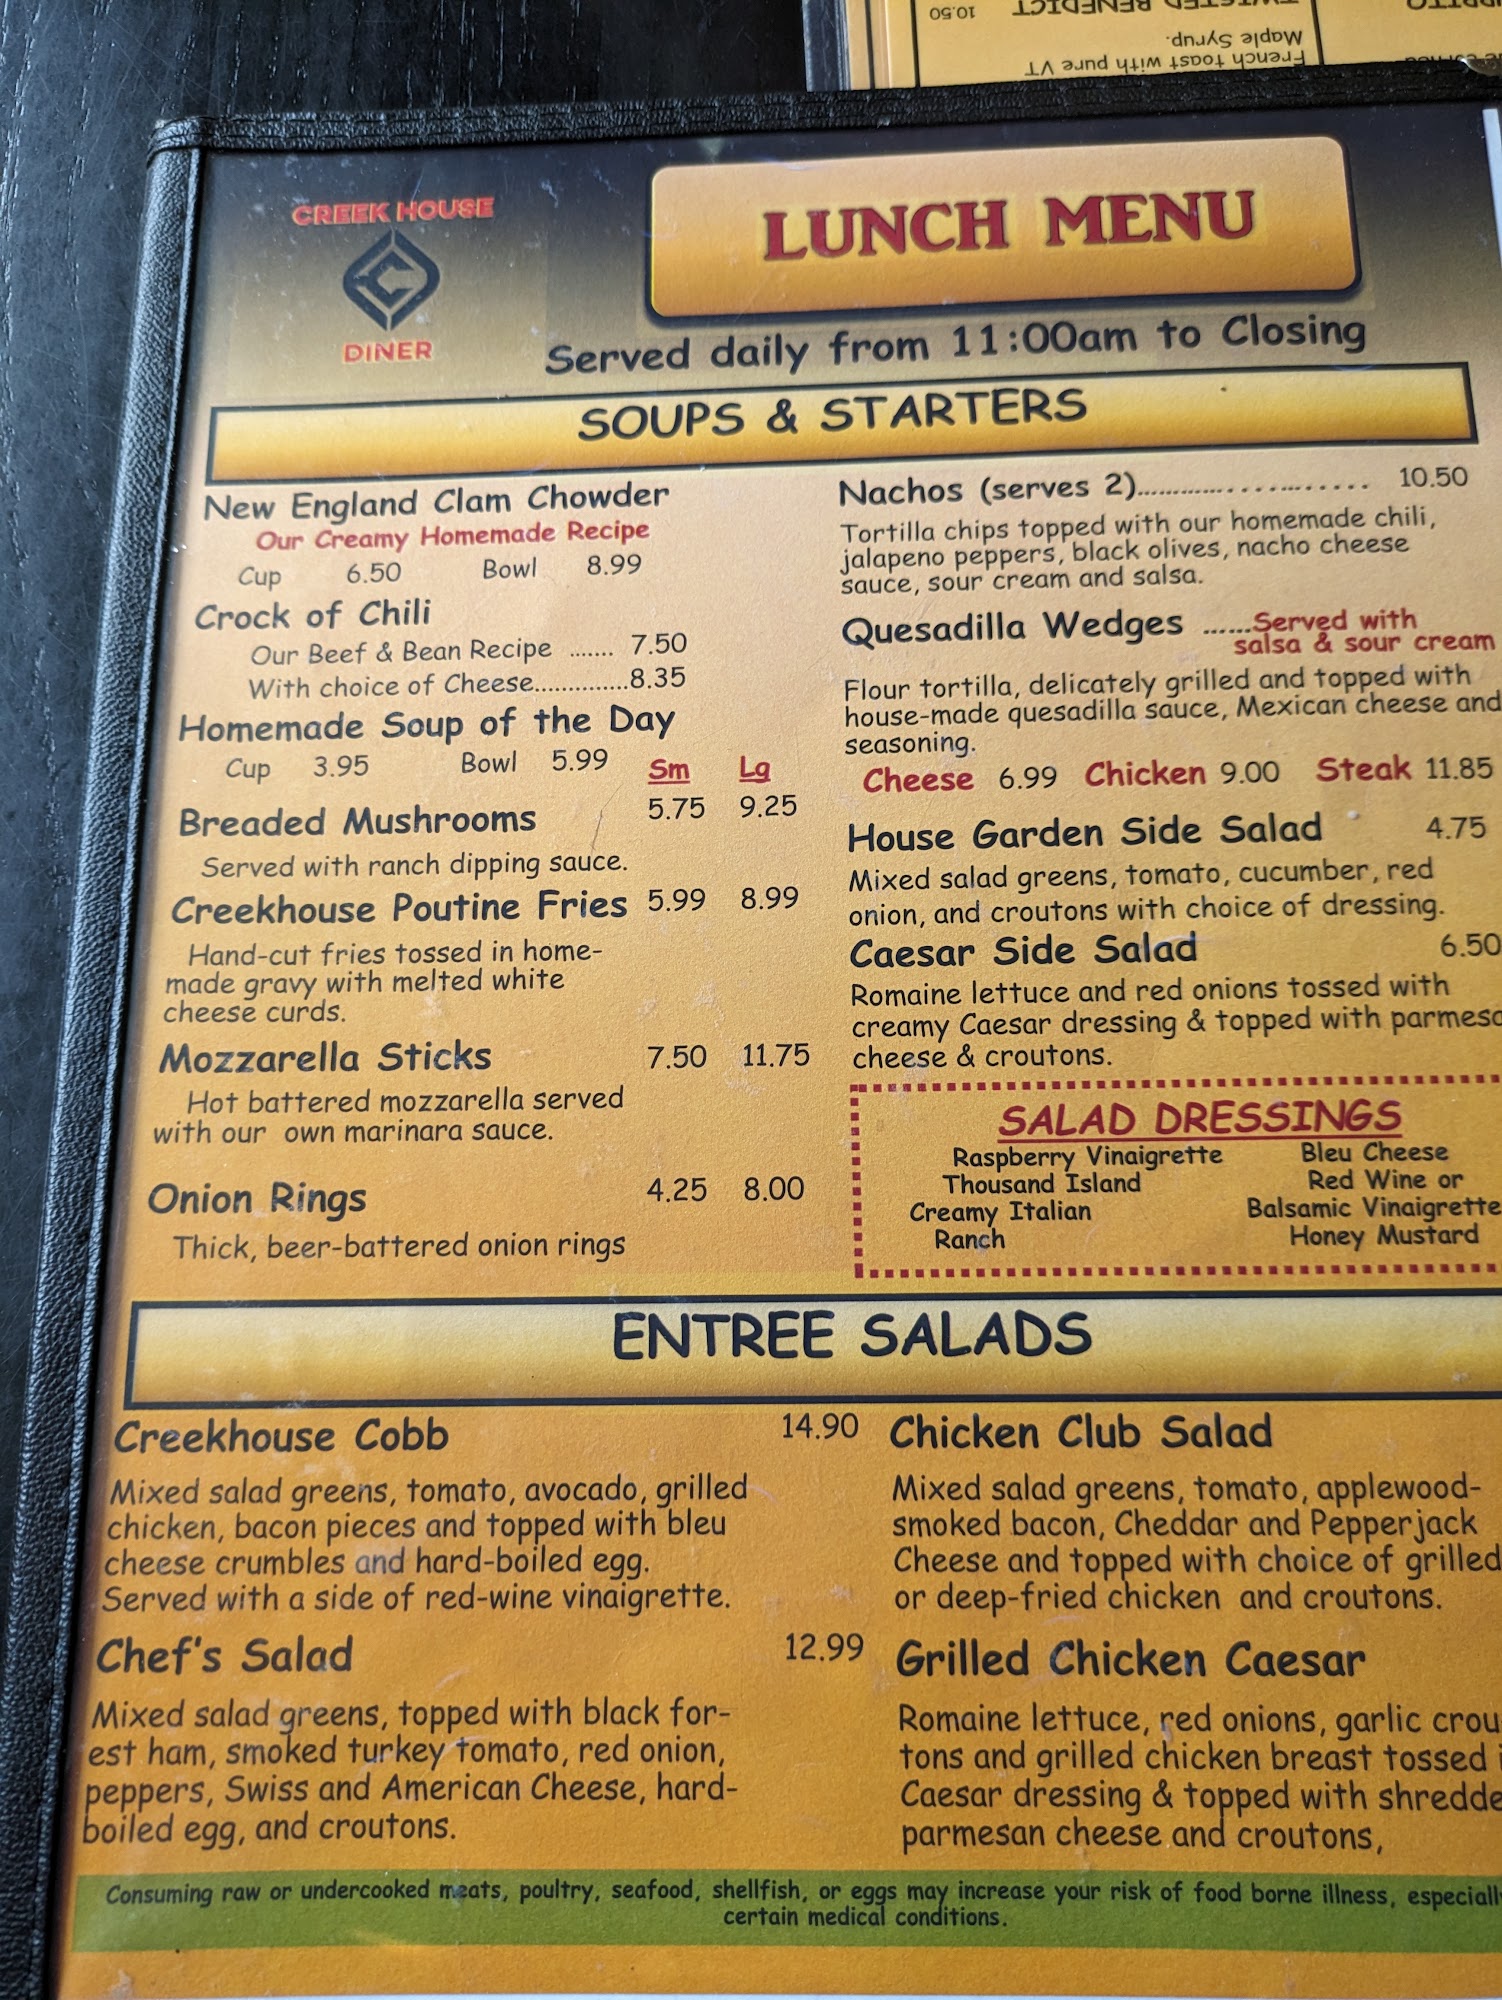 TWISTED BENEDICT 10.50
French toast with pure VT
Maple Syrup.
CREEK HOUSE
DINER
LUNCH MENU
Served daily from 11:00am to Closing
SOUPS & STARTERS
New England Clam Chowder
Our Creamy Homemade Recipe
Cup 6.50 Bowl 8.99
Crock of Chili
Our Beef & Bean Recipe ....... 7.50
With choice of Cheese..............8.35
Homemade Soup of the Day
Cup 3.95 Bowl 5.99
Sm Lg
Breaded Mushrooms 5.75 9.25
Served with ranch dipping sauce.
Creekhouse Poutine Fries 5.99 8.99
Hand-cut fries tossed in home-
made gravy with melted white
cheese curds.
Mozzarella Sticks 7.50 11.75
Hot battered mozzarella served
with our own marinara sauce.
Onion Rings 4.25 8.00
Thick, beer-battered onion rings
Nachos (serves 2)........................ 10.50
Tortilla chips topped with our homemade chili,
jalapeno peppers, black olives, nacho cheese
sauce, sour cream and salsa.
Quesadilla Wedges ......Served with
salsa & sour cream
Flour tortilla, delicately grilled and topped with
house-made quesadilla sauce, Mexican cheese and
seasoning.
Cheese 6.99 Chicken 9.00 Steak 11.85
House Garden Side Salad 4.75
Mixed salad greens, tomato, cucumber, red
onion, and croutons with choice of dressing.
Caesar Side Salad 6.50
Romaine lettuce and red onions tossed with
creamy Caesar dressing & topped with parmesa
cheese & croutons.
SALAD DRESSINGS
Raspberry Vinaigrette Bleu Cheese
Thousand Island Red Wine or
Creamy Italian Balsamic Vinaigrette
Ranch Honey Mustard
ENTREE SALADS
Creekhouse Cobb 14.90
Mixed salad greens, tomato, avocado, grilled
chicken, bacon pieces and topped with bleu
cheese crumbles and hard-boiled egg.
Served with a side of red-wine vinaigrette.
Chef's Salad 12.99
Mixed salad greens, topped with black for-
est ham, smoked turkey tomato, red onion,
peppers, Swiss and American Cheese, hard-
boiled egg, and croutons.
Chicken Club Salad
Mixed salad greens, tomato, applewood-
smoked bacon, Cheddar and Pepperjack
Cheese and topped with choice of grilled
or deep-fried chicken and croutons.
Grilled Chicken Caesar
Romaine lettuce, red onions, garlic crou
tons and grilled chicken breast tossed i
Caesar dressing & topped with shredde
parmesan cheese and croutons,
Consuming raw or undercooked meats, poultry, seafood, shellfish, or eggs may increase your risk of food borne illness, especiall
certain medical conditions.